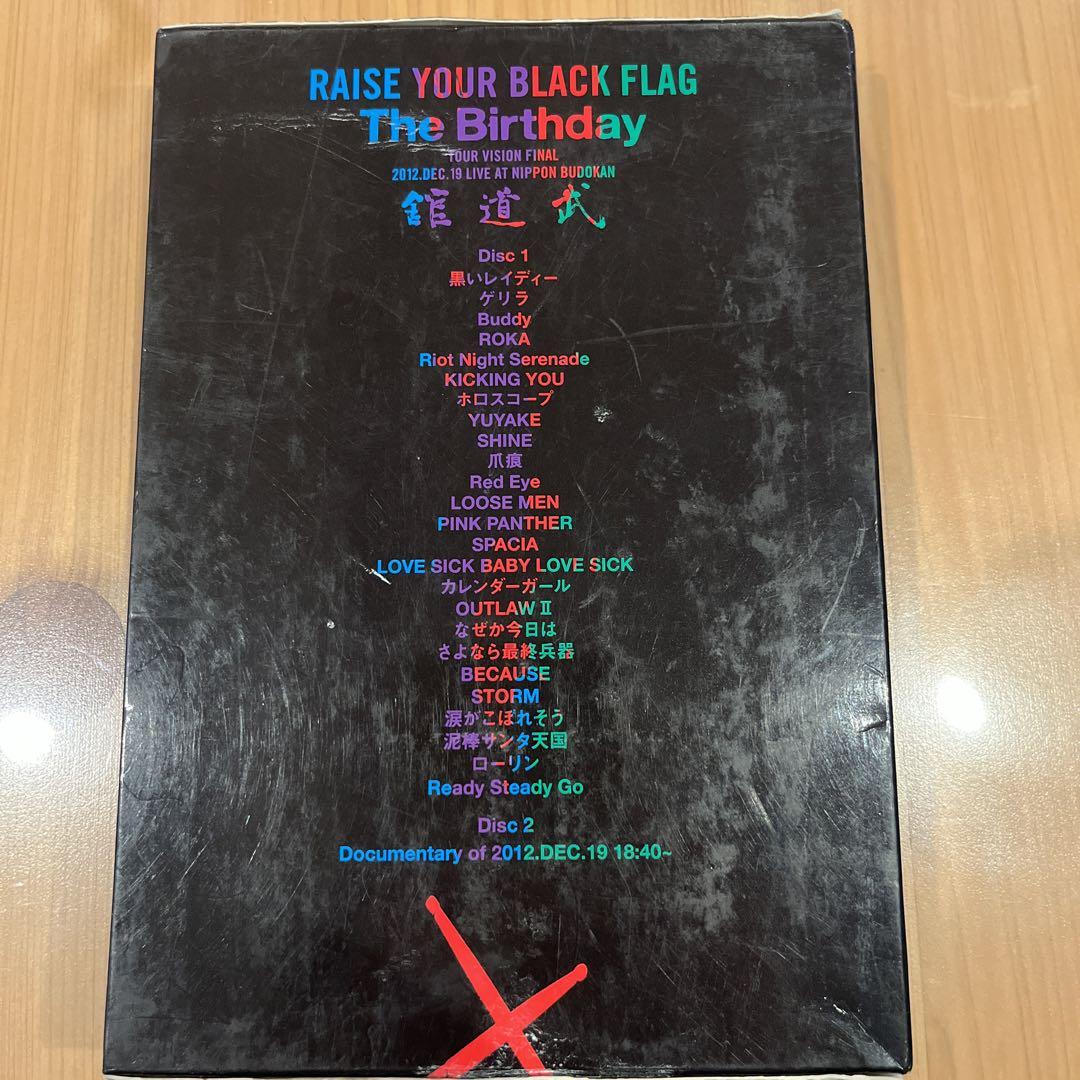 RAISE YOUR BLACK FLAG
The Birthday
TOUR VISION FINAL
2012.DEC.19 LIVE AT NIPPON BUDOKAN
館道武
Disc 1
黒いレイディー
ゲリラ
Buddy
ROKA
Riot Night Serenade
KICKING YOU
ホロスコープ
YUYAKE
SHINE
爪痕
Red Eye
LOOSE MEN
PINK PANTHER
SPACIA
LOVE SICK BABY LOVE SICK
カレンダーガール
OUTLAW II
なぜか今日は
さよなら最終兵器
BECAUSE
STORM
涙がこぼれそう
泥棒サンタ天国
ローリン
Ready Steady Go
Disc 2
Documentary of 2012.DEC.19 18:40~